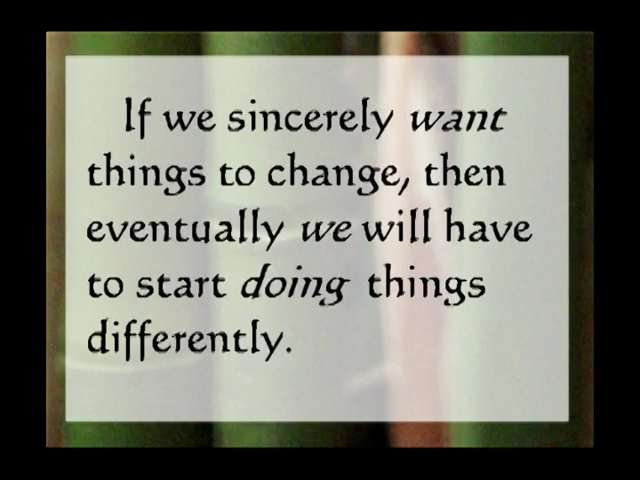 If we sincerely want
things to change, then
eventually we will have
to start doing things
differently.